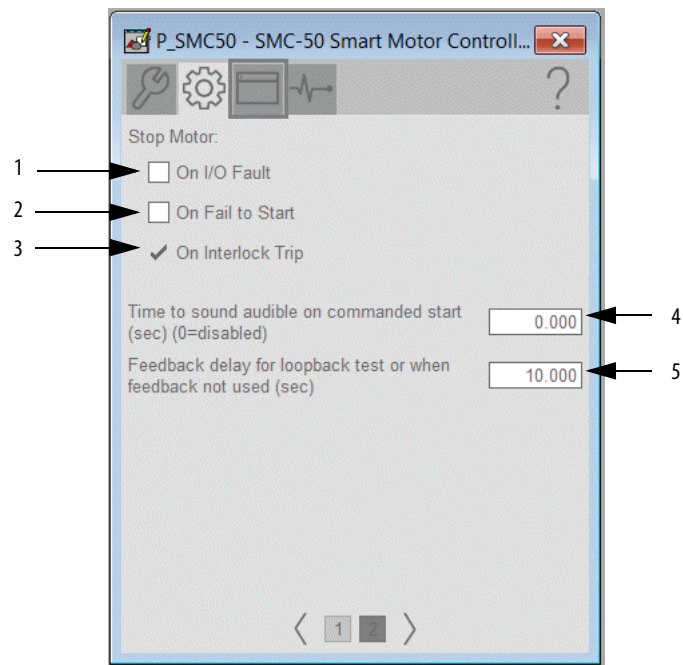 P_SMC50 - SMC-50 Smart Motor Controll...
?
Stop Motor:
1 On I/O Fault
2 On Fail to Start
3 On Interlock Trip
Time to sound audible on commanded start
(sec) (0=disabled)
0.000 4
Feedback delay for loopback test or when
feedback not used (sec)
10.000 5
1 2